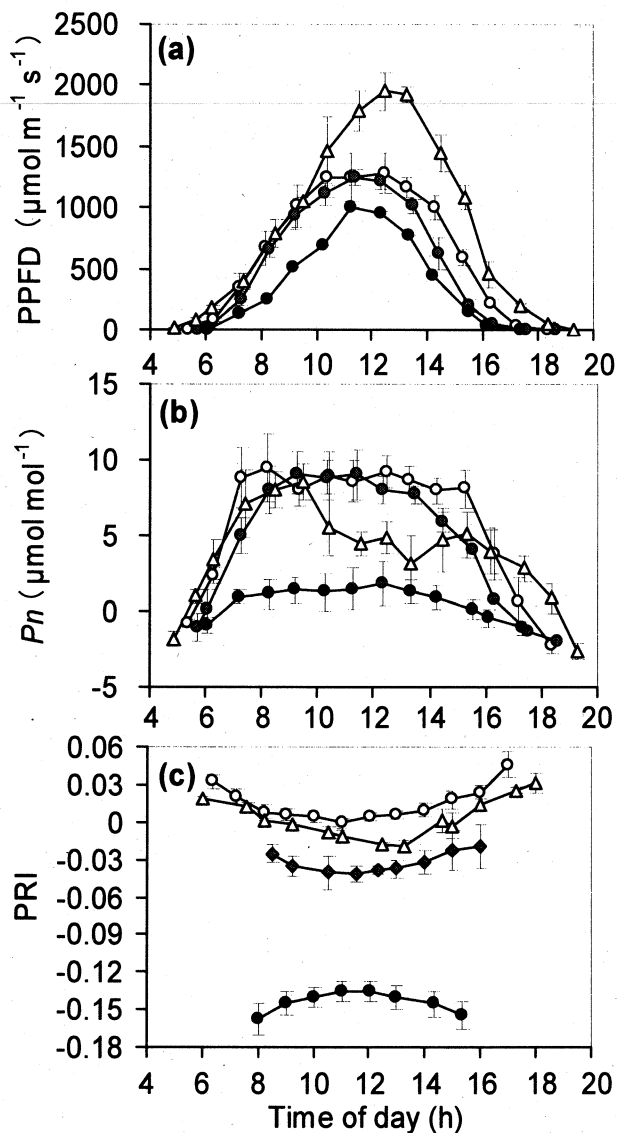 (a)
PPFD (μmol m⁻¹ s⁻¹)
2500
2000
1500
1000
500
0
4 6 8 10 12 14 16 18 20
(b)
Pn (μmol mol⁻¹)
15
10
5
0
-5
4 6 8 10 12 14 16 18 20
(c)
PRI
0.06
0.03
0
-0.03
-0.06
-0.09
-0.12
-0.15
-0.18
4 6 8 10 12 14 16 18 20
Time of day (h)